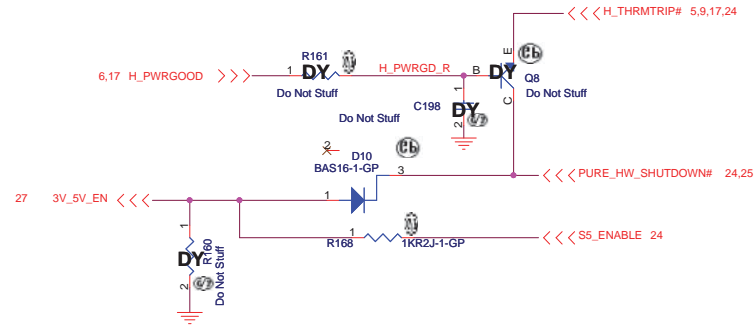 H_THRMTRIP# 5,9,17,24
E
R161
6,17 H_PWRGOOD
1
DY
H_PWRGD_R
B
DY
Q8
Do Not Stuff
Do Not Stuff
C198
1
DY
C
Do Not Stuff
2
2
D10
BAS16-1-GP
3
PURE_HW_SHUTDOWN# 24,25
27 3V_5V_EN
1
R168
1
1KR2J-1-GP
S5_ENABLE 24
1
DY
R160
Do Not Stuff
2